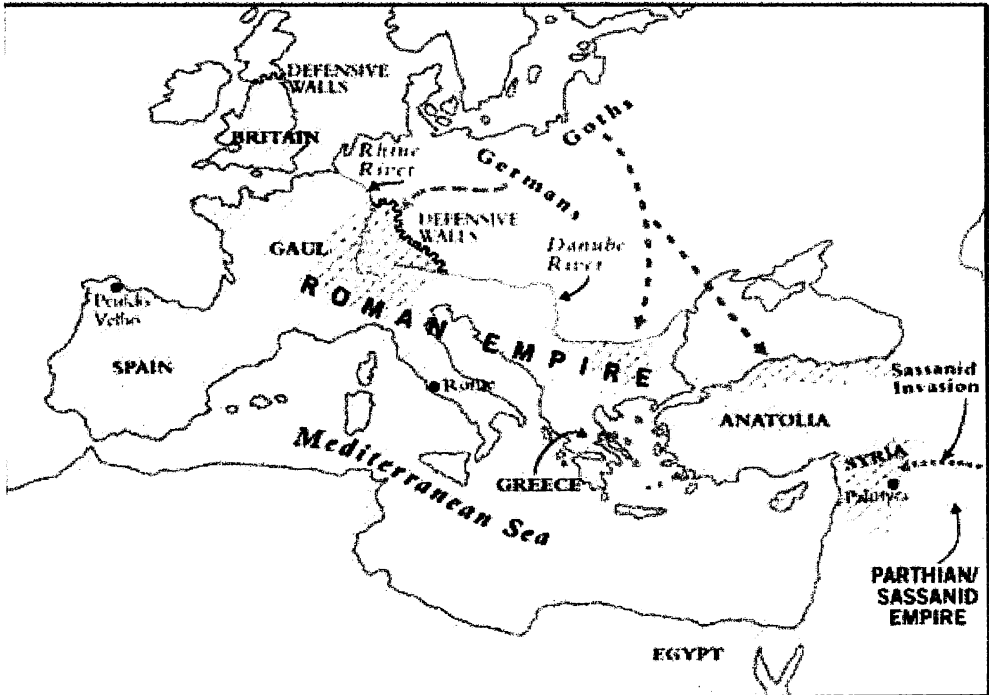 DEFENSIVE
WALLS
BRITAIN
Rhine
River
Germans
Goths
DEFENSIVE
WALLS
GAUL
Danube
River
ROMAN EMPIRE
SPAIN
Rome
Sassanid
Invasion
ANATOLIA
Mediterranean Sea
GREECE
SYRIA
Palmyra
PARTHIAN/
SASSANID
EMPIRE
EGYPT